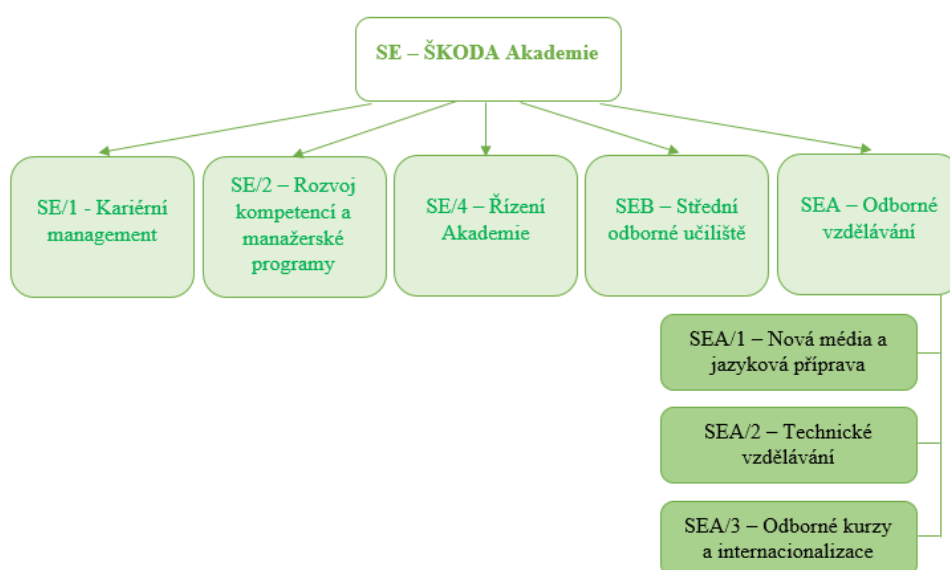 SE – ŠKODA Akademie
SE/1 - Kariérní
management
SE/2 – Rozvoj
kompetencí a
manažerské
programy
SE/4 – Řízení
Akademie
SEB – Střední
odborné učiliště
SEA – Odborné
vzdělávání
SEA/1 – Nová média a
jazyková příprava
SEA/2 – Technické
vzdělávání
SEA/3 – Odborné kurzy
a internacionalizace